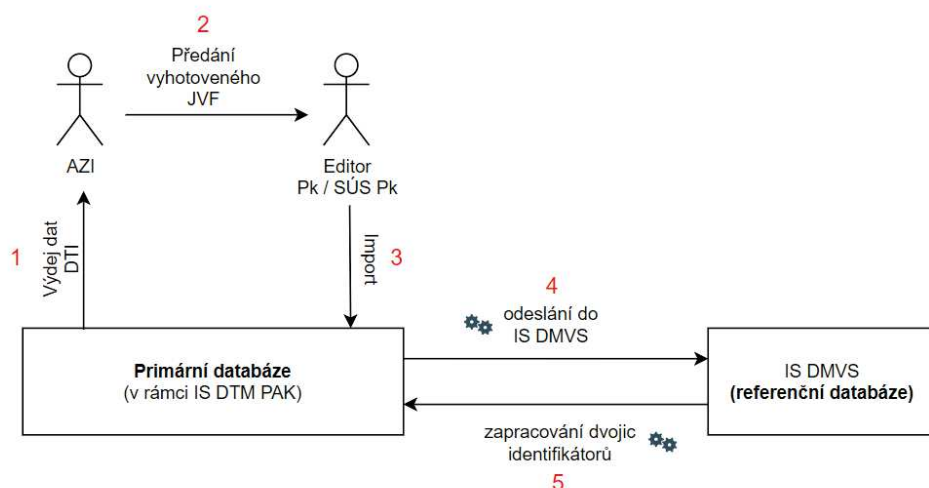 2
Předání
vyhotoveného
JVF
AZI
Editor
Pk / SÚS Pk
1
Výdej dat
DTI
Import
3
4
odeslání do
IS DMVS
Primární databáze
(v rámci IS DTM PAK)
IS DMVS
(referenční databáze)
zapracování dvojic
identifikátorů
5